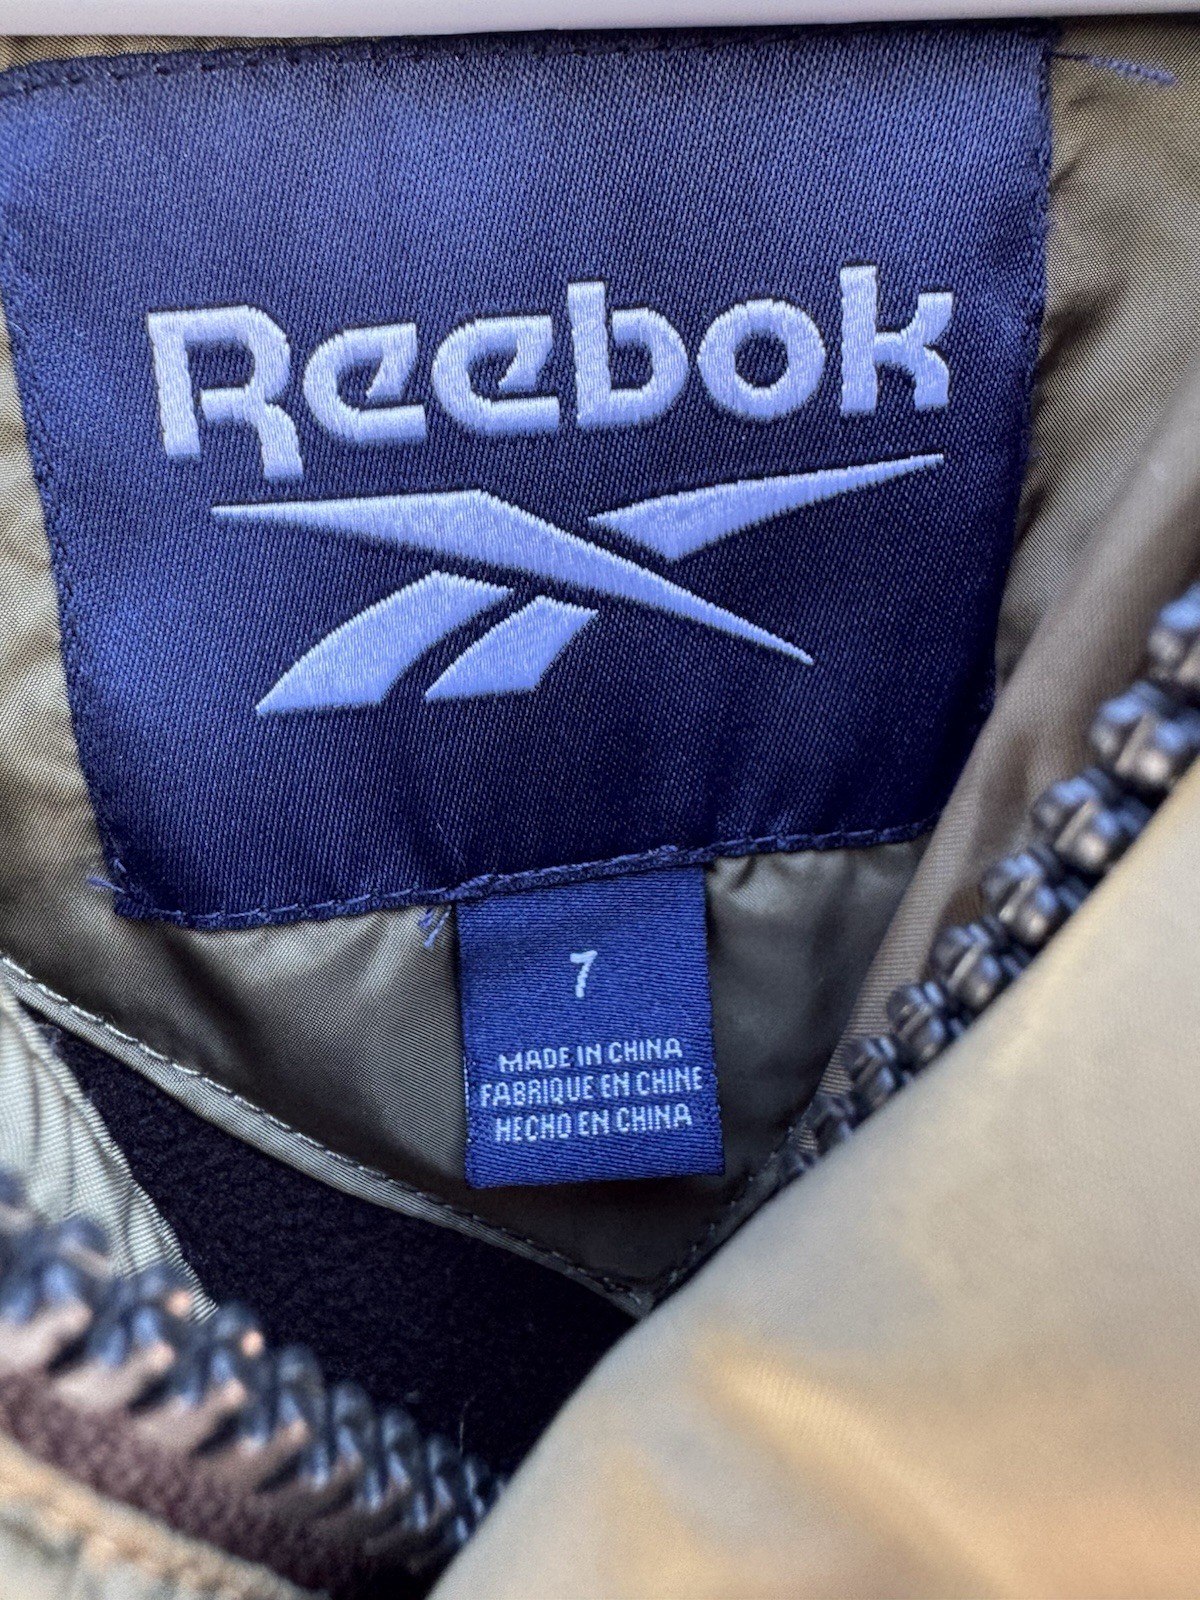 Reebok
7
MADE IN CHINA
FABRIQUE EN CHINE
HECHO EN CHINA